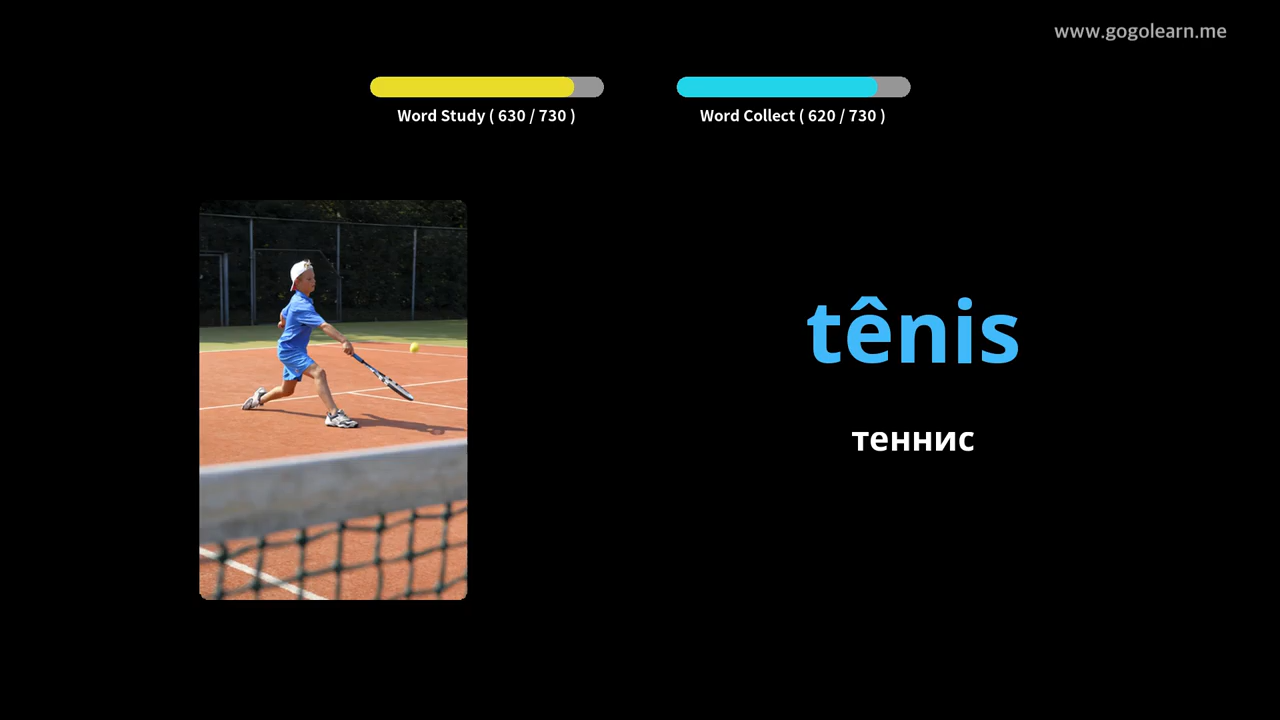 www.gogolearn.me
Word Study ( 630 / 730 )
Word Collect ( 620 / 730 )
tênis
теннис